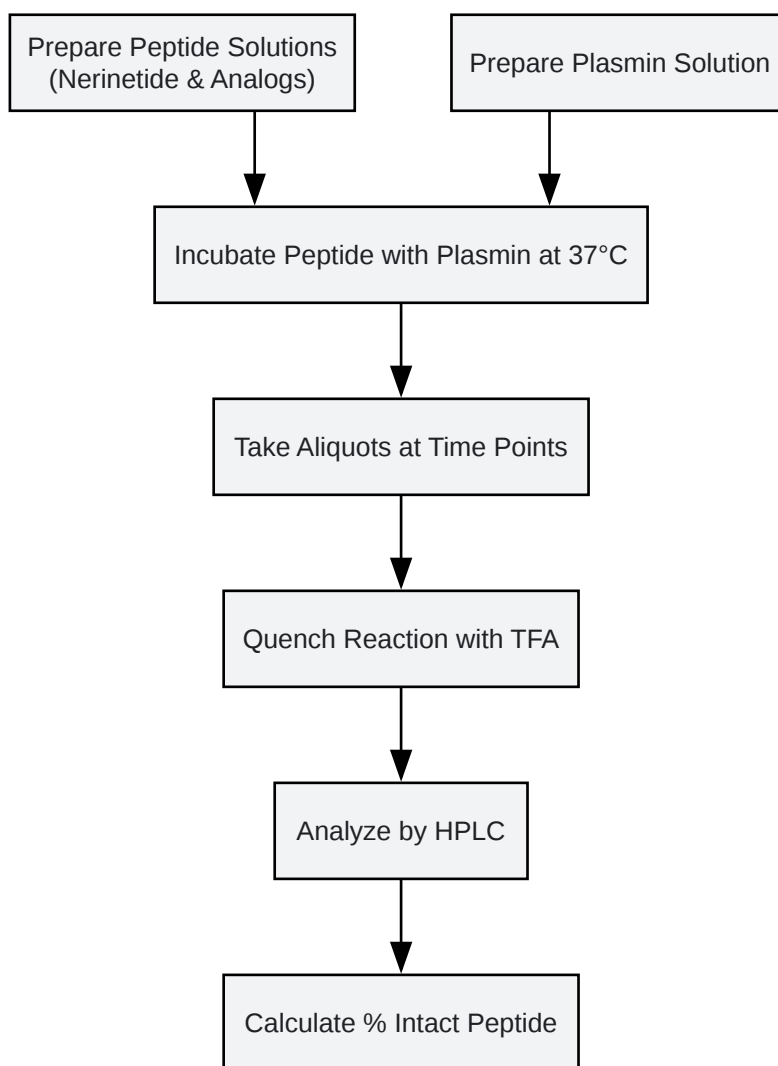 Prepare Peptide Solutions
(Nerinetide & Analogs)
Prepare Plasmin Solution
Incubate Peptide with Plasmin at 37°C
Take Aliquots at Time Points
Quench Reaction with TFA
Analyze by HPLC
Calculate % Intact Peptide